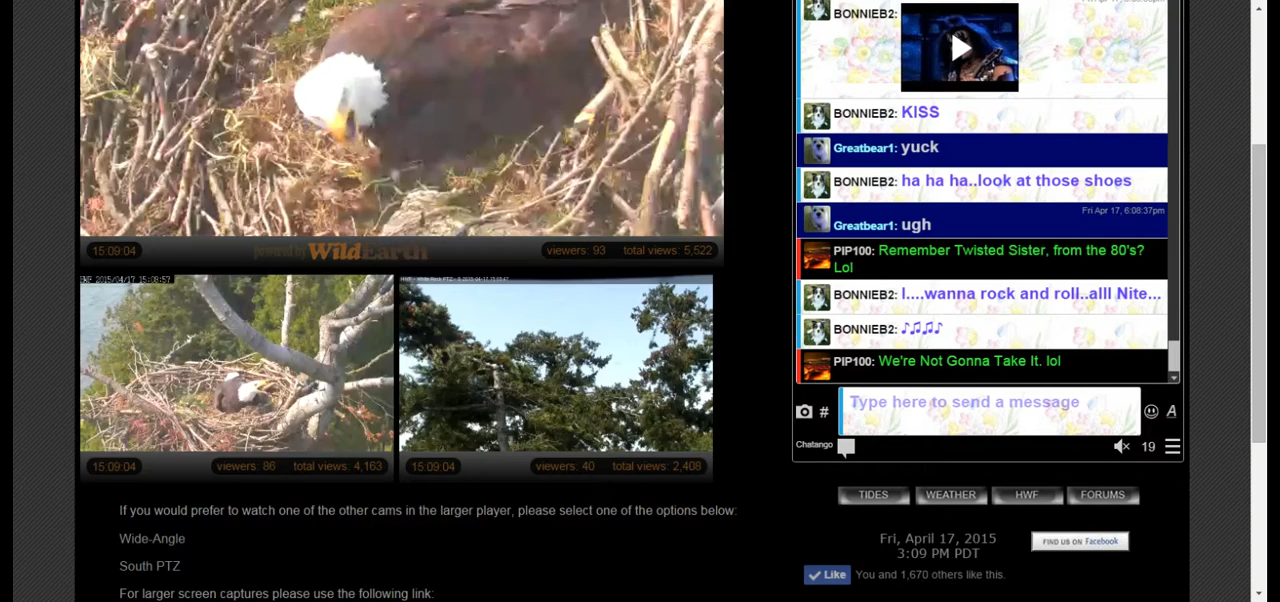 15:09:04
powered by WildEarth
viewers: 93
total views: 5,522
15:09:04
viewers: 86
total views: 4,163
15:09:04
viewers: 40
total views: 2,408
If you would prefer to watch one of the other cams in the larger player, please select one of the options below:
Wide-Angle
South PTZ
For larger screen captures please use the following link:
BONNIEB2:
BONNIEB2: KISS
Greatbear1: yuck
BONNIEB2: ha ha ha..look at those shoes
Fri Apr 17, 6:08:37pm
Greatbear1: ugh
PIP100: Remember Twisted Sister, from the 80's?
Lol
BONNIEB2: I....wanna rock and roll..alll Nite...
BONNIEB2: ♪♫♫♪
PIP100: We're Not Gonna Take It. lol
Type here to send a message
Chatango
19
TIDES
WEATHER
HWF
FORUMS
Fri, April 17, 2015
3:09 PM PDT
FIND US ON Facebook
Like
You and 1,670 others like this.